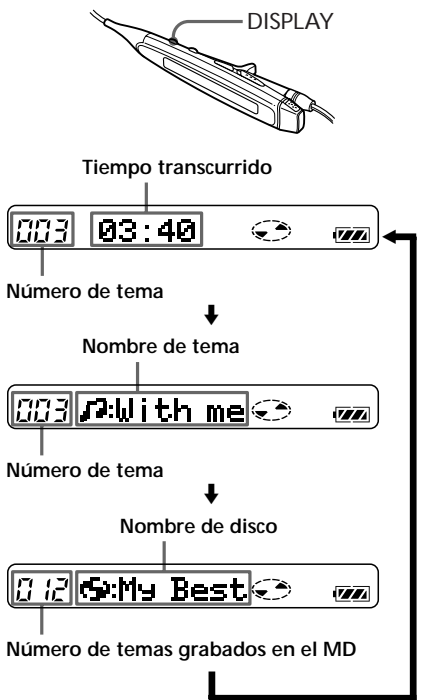 DISPLAY
Tiempo transcurrido
003 03:40
Número de tema
Nombre de tema
003 :With me
Número de tema
Nombre de disco
012 :My Best
Número de temas grabados en el MD